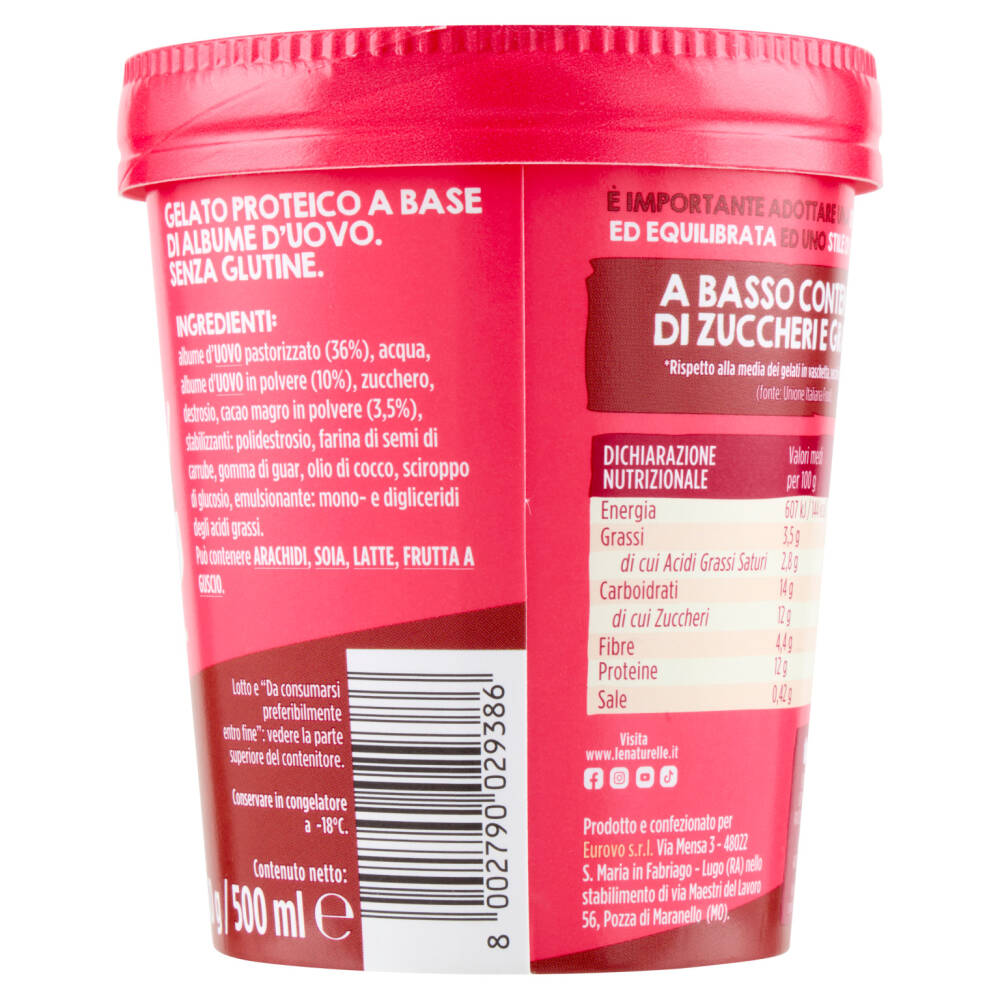 GELATO PROTEICO A BASE
DI ALBUME D'UOVO.
SENZA GLUTINE.
INGREDIENTI:
albume d'UOVO pastorizzato (36%), acqua,
albume d'UOVO in polvere (10%), zucchero,
destrosio, cacao magro in polvere (3,5%),
stabilizzanti: polidestrosio, farina di semi di
carrube, gomma di guar, olio di cocco, sciroppo
di glucosio, emulsionante: mono- e digliceridi
degli acidi grassi.
Può contenere ARACHIDI, SOIA, LATTE, FRUTTA A
GUSCIO.
Lotto e "Da consumarsi
preferibilmente
entro fine": vedere la parte
superiore del contenitore.
Conservare in congelatore
a -18°C.
Contenuto netto:
g/500 ml e
8 002790 029386
È IMPORTANTE ADOTTARE
ED EQUILIBRATA ED UNO STILE
A BASSO CONTE
DI ZUCCHERI E
*Rispetto alla media dei gelati in vaschetta,
(fonte: Unione Italiana
DICHIARAZIONE
NUTRIZIONALE
Valori medi
per 100 g
Energia 607 kJ/144
Grassi 3,5 g
di cui Acidi Grassi Saturi 2,8 g
Carboidrati 14 g
di cui Zuccheri 12 g
Fibre 4,4 g
Proteine 12 g
Sale 0,42 g
Visita
www.lenaturelle.it
Prodotto e confezionato per
Eurovo s.r.l. Via Mensa 3 - 48022
S. Maria in Fabriago - Lugo (RA) nello
stabilimento di via Maestri del Lavoro
56, Pozza di Maranello (MO).